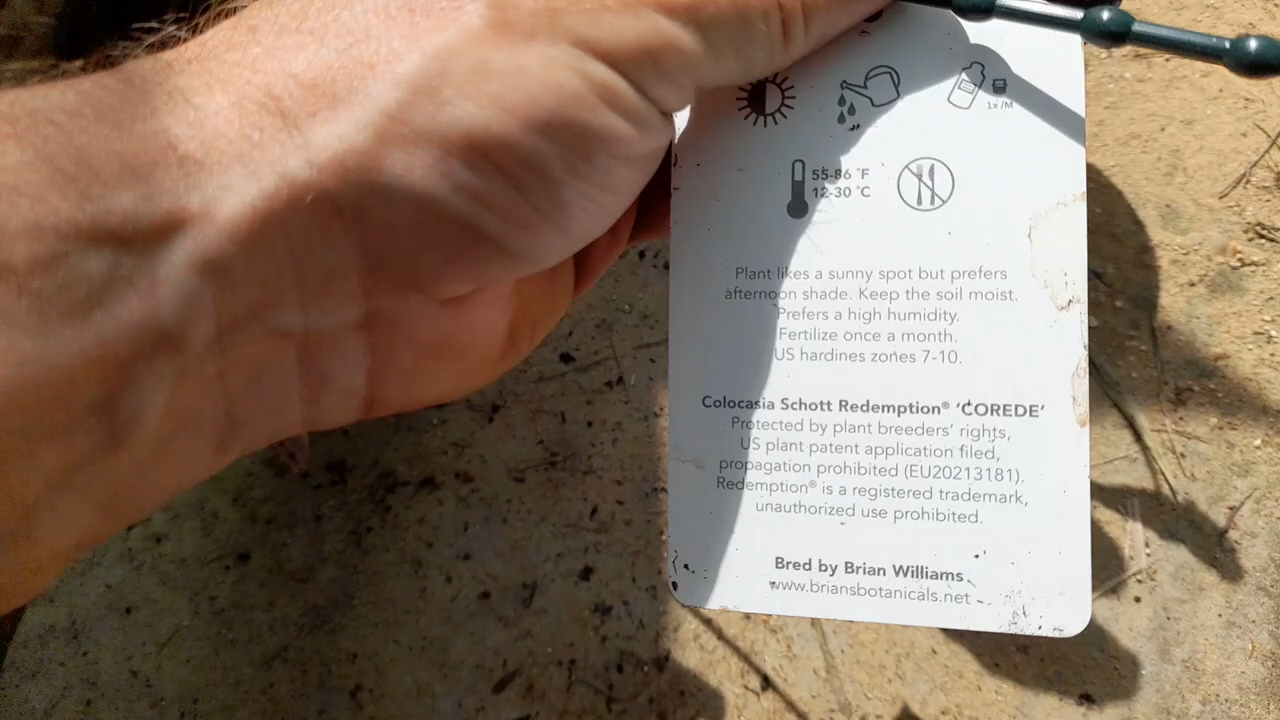 1x /M
55-86 °F
12-30 °C
Plant likes a sunny spot but prefers
afternoon shade. Keep the soil moist.
Prefers a high humidity.
Fertilize once a month.
US hardines zones 7-10.
Colocasia Schott Redemption® ‘COREDE’
Protected by plant breeders’ rights,
US plant patent application filed,
propagation prohibited (EU20213181).
Redemption® is a registered trademark,
unauthorized use prohibited.
Bred by Brian Williams
www.briansbotanicals.net